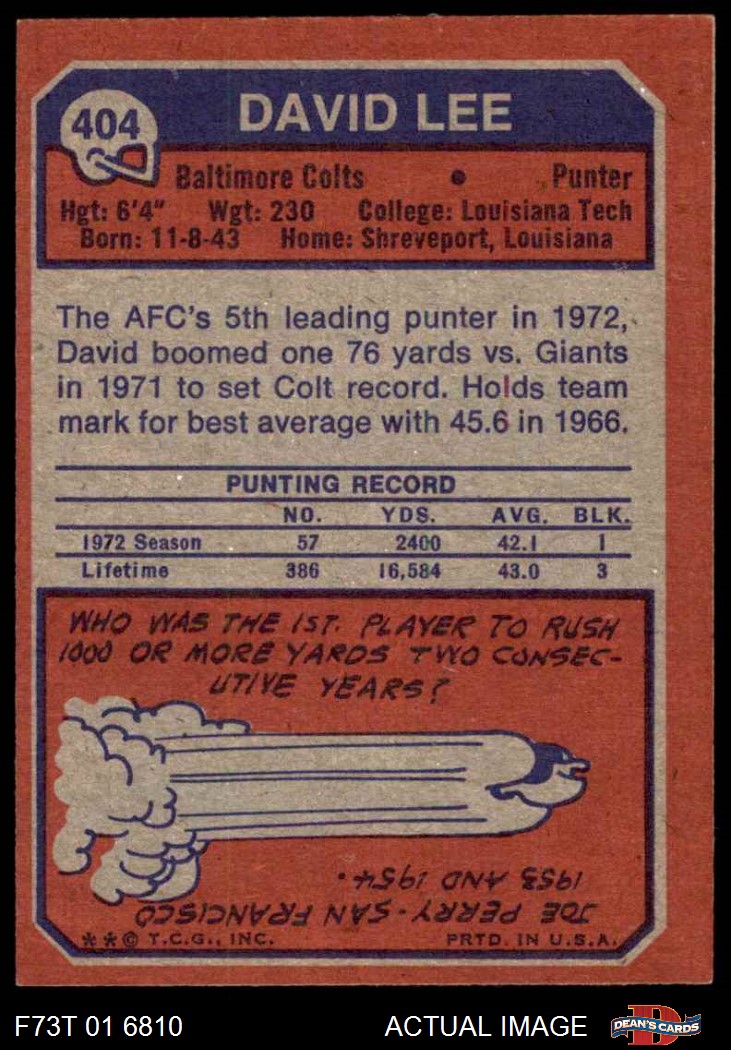 404
DAVID LEE
Baltimore Colts • Punter
Hgt: 6'4" Wgt: 230 College: Louisiana Tech
Born: 11-8-43 Home: Shreveport, Louisiana
The AFC's 5th leading punter in 1972,
David boomed one 76 yards vs. Giants
in 1971 to set Colt record. Holds team
mark for best average with 45.6 in 1966.
PUNTING RECORD
NO. YDS. AVG. BLK.
1972 Season 57 2400 42.1 1
Lifetime 386 16,584 43.0 3
WHO WAS THE 1ST. PLAYER TO RUSH
1000 OR MORE YARDS TWO CONSEC-
UTIVE YEARS?
JOE PERRY-SAN FRANCISCO
1953 AND 1954.
**© T.C.G., INC. PRTD. IN U.S.A.
F73T 01 6810 ACTUAL IMAGE
D
DEAN'S CARDS